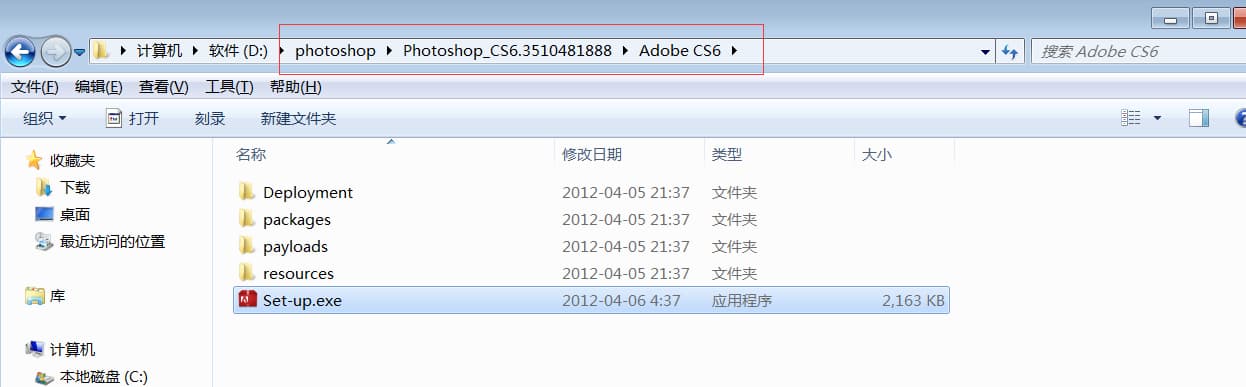 计算机 软件 (D:) photoshop Photoshop_CS6.3510481888 Adobe CS6 搜索 Adobe CS6
文件(F) 编辑(E) 查看(V) 工具(T) 帮助(H)
组织 打开 刻录 新建文件夹
名称 修改日期 类型 大小
收藏夹
下载
桌面
最近访问的位置
库
计算机
本地磁盘 (C:)
Deployment 2012-04-05 21:37 文件夹
packages 2012-04-05 21:37 文件夹
payloads 2012-04-05 21:37 文件夹
resources 2012-04-05 21:37 文件夹
Set-up.exe 2012-04-06 4:37 应用程序 2,163 KB